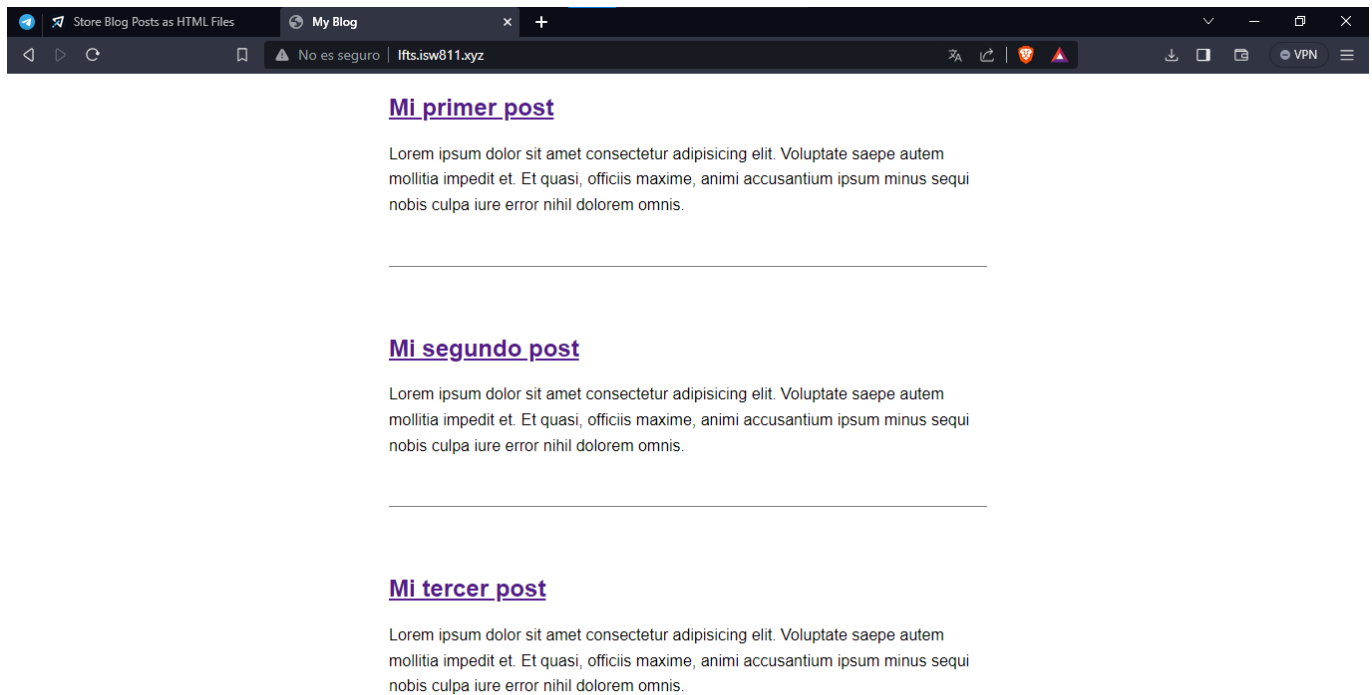 Store Blog Posts as HTML Files
My Blog
No es seguro
lfts.isw811.xyz
VPN
Mi primer post
Lorem ipsum dolor sit amet consectetur adipisicing elit. Voluptate saepe autem
mollitia impedit et. Et quasi, officiis maxime, animi accusantium ipsum minus sequi
nobis culpa iure error nihil dolorem omnis.
Mi segundo post
Lorem ipsum dolor sit amet consectetur adipisicing elit. Voluptate saepe autem
mollitia impedit et. Et quasi, officiis maxime, animi accusantium ipsum minus sequi
nobis culpa iure error nihil dolorem omnis.
Mi tercer post
Lorem ipsum dolor sit amet consectetur adipisicing elit. Voluptate saepe autem
mollitia impedit et. Et quasi, officiis maxime, animi accusantium ipsum minus sequi
nobis culpa iure error nihil dolorem omnis.